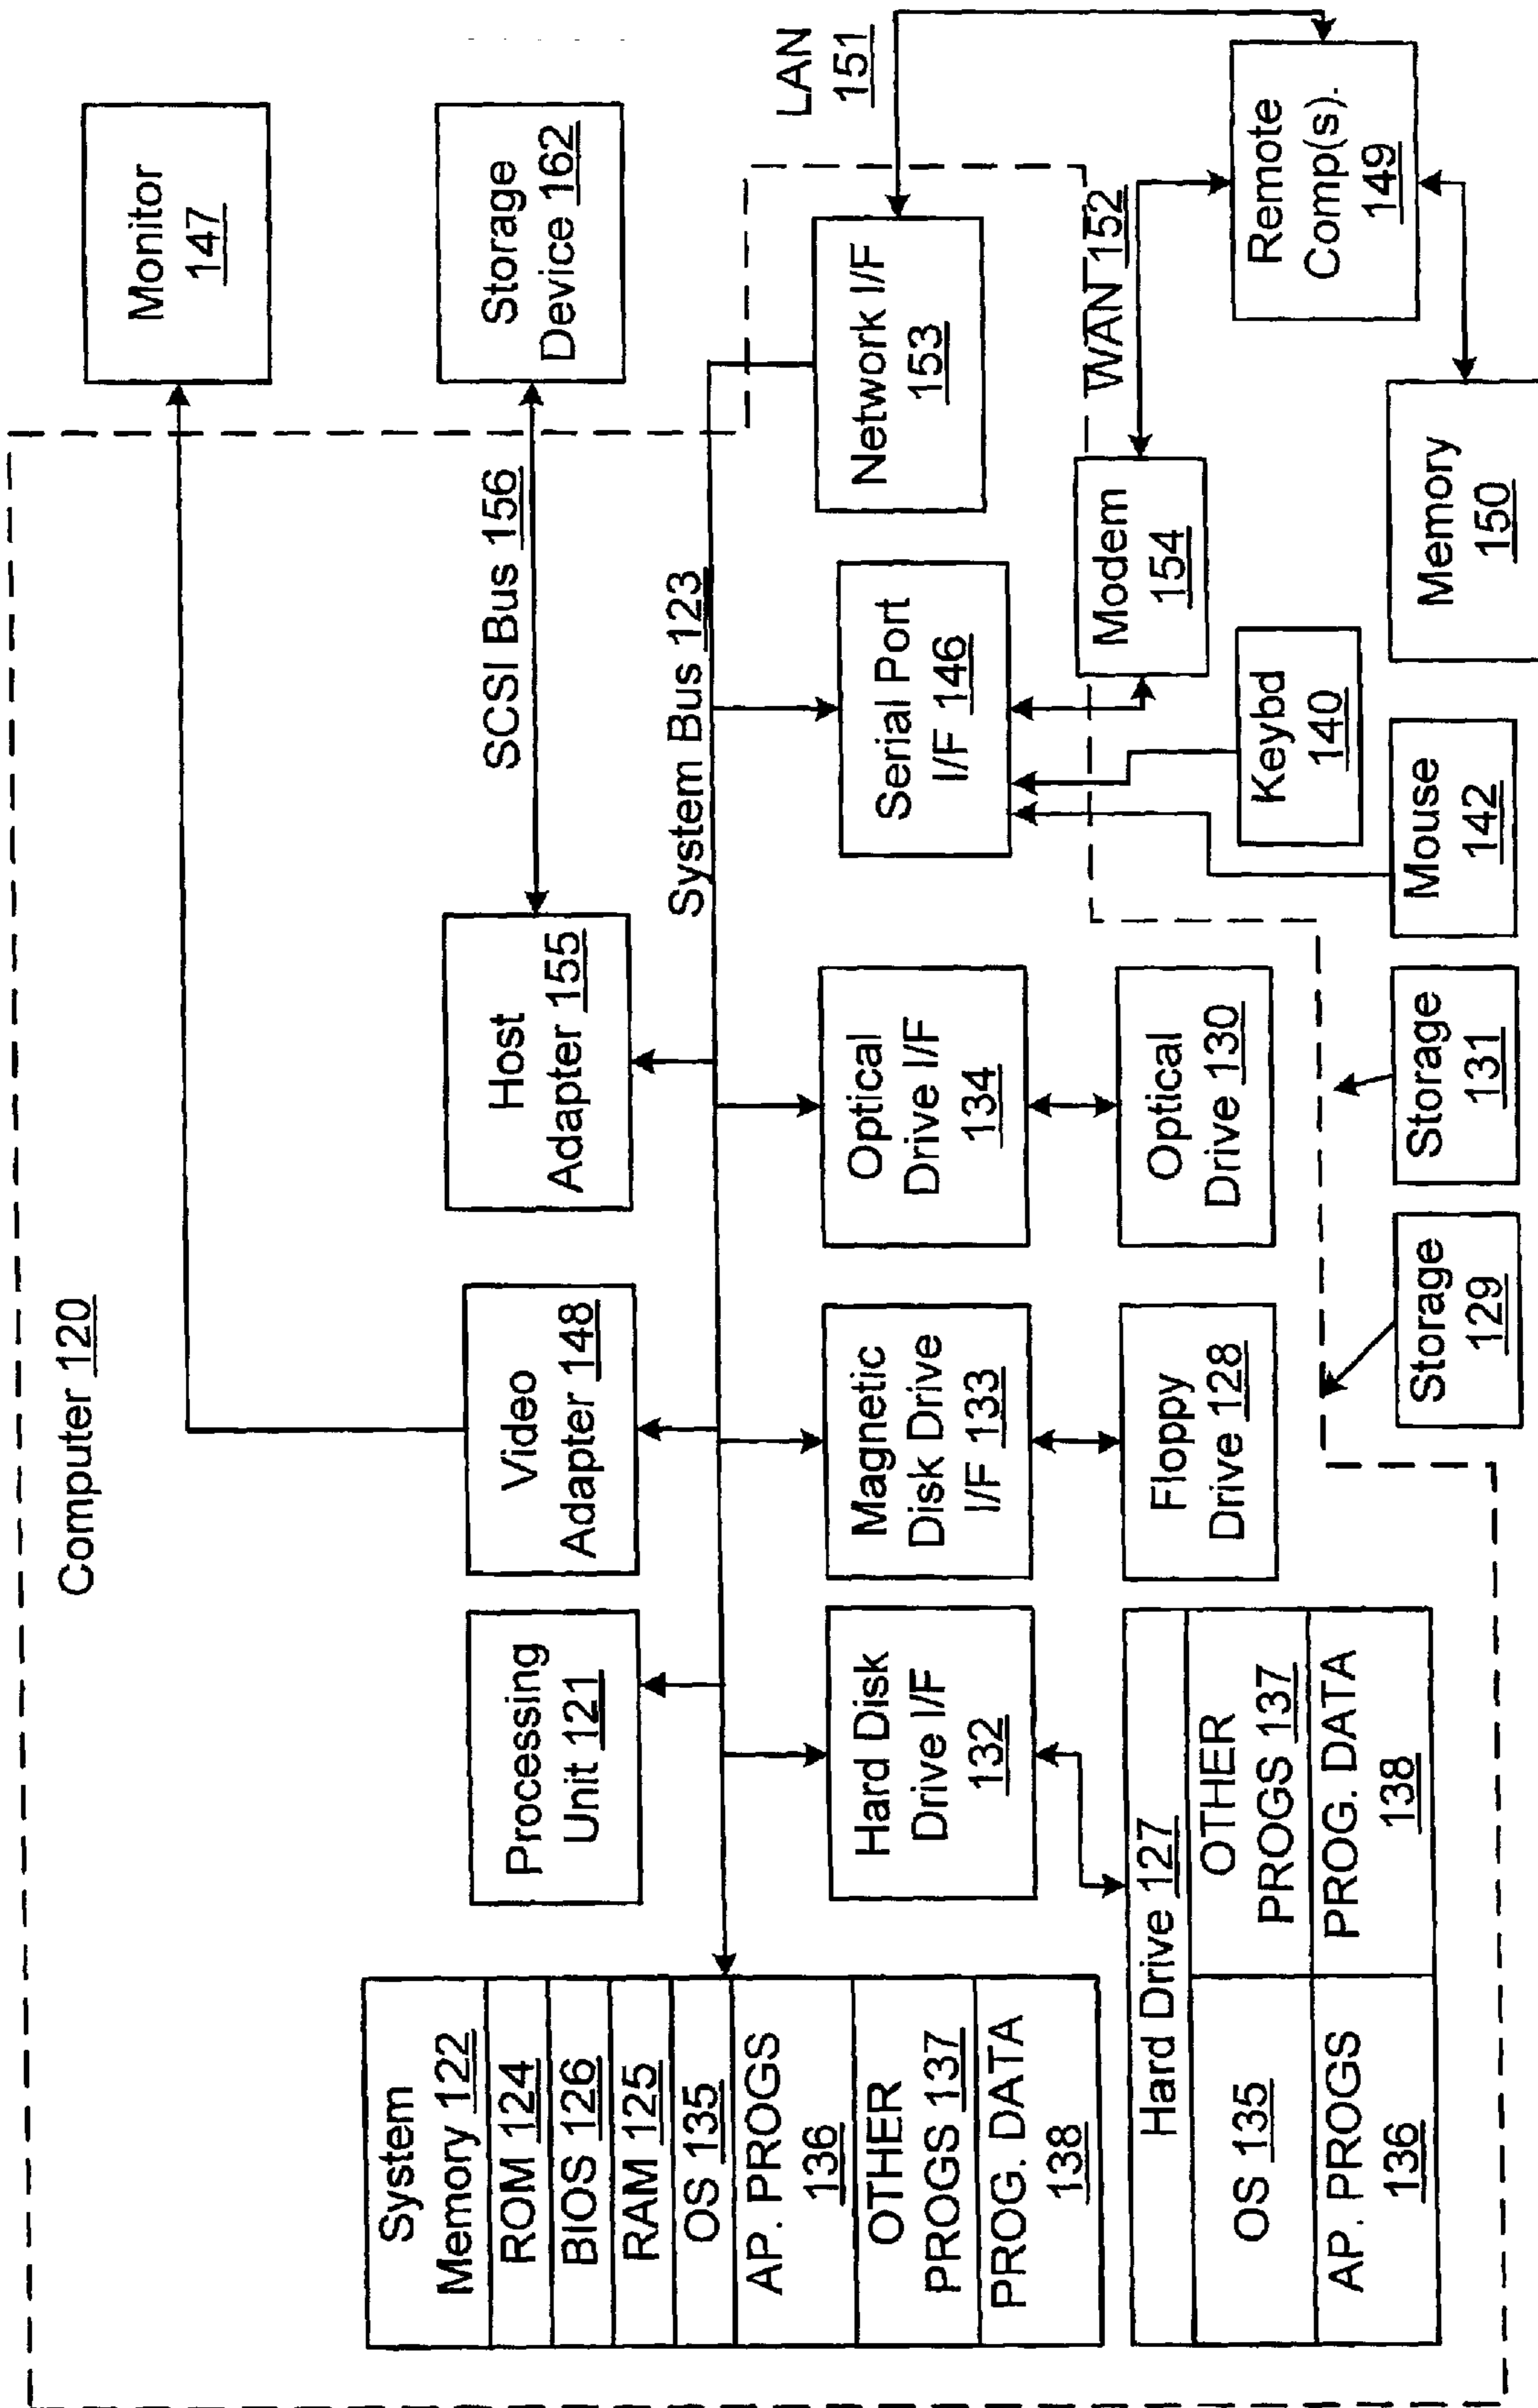 Computer 120
Monitor
147
Storage
Device 162
SCSI Bus 156
System Bus 123
System
Memory 122
ROM 124
BIOS 126
RAM 125
OS 135
AP. PROGS
136
OTHER
PROGS 137
PROG. DATA
138
Processing
Unit 121
Video
Adapter 148
Host
Adapter 155
Hard Disk
Drive I/F
132
Magnetic
Disk Drive
I/F 133
Optical
Drive I/F
134
Serial Port
I/F 146
Network I/F
153
LAN
151
Hard Drive 127
OS 135
OTHER
PROGS 137
AP. PROGS
136
PROG. DATA
138
Floppy
Drive 128
Optical
Drive 130
Modem
154
WAN 152
Keybd
140
Remote
Comp(s).
149
Storage
129
Storage
131
Mouse
142
Memory
150